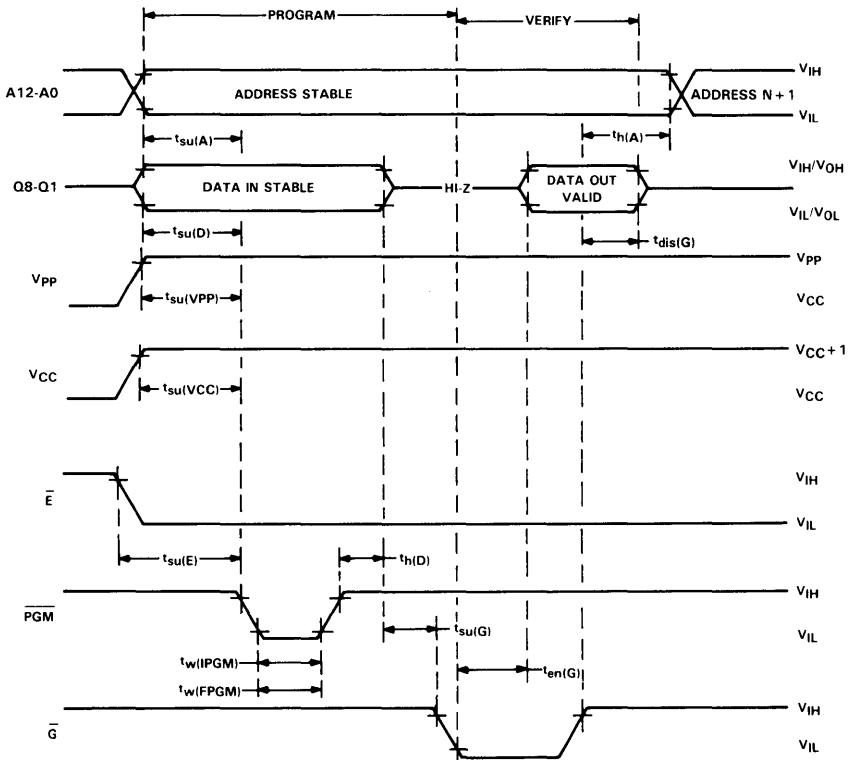 PROGRAM
VERIFY
A12-A0
ADDRESS STABLE
ADDRESS N + 1
VIH
VIL
tsu(A)
th(A)
Q8-Q1
DATA IN STABLE
HI-Z
DATA OUT
VALID
VIH/VOH
VIL/VOL
tsu(D)
tdis(G)
VPP
VPP
tsu(VPP)
VCC
VCC
VCC + 1
tsu(VCC)
VCC
E
VIH
VIL
tsu(E)
th(D)
PGM
VIH
tsu(G)
VIL
tw(IPGM)
ten(G)
tw(FPGM)
G
VIH
VIL